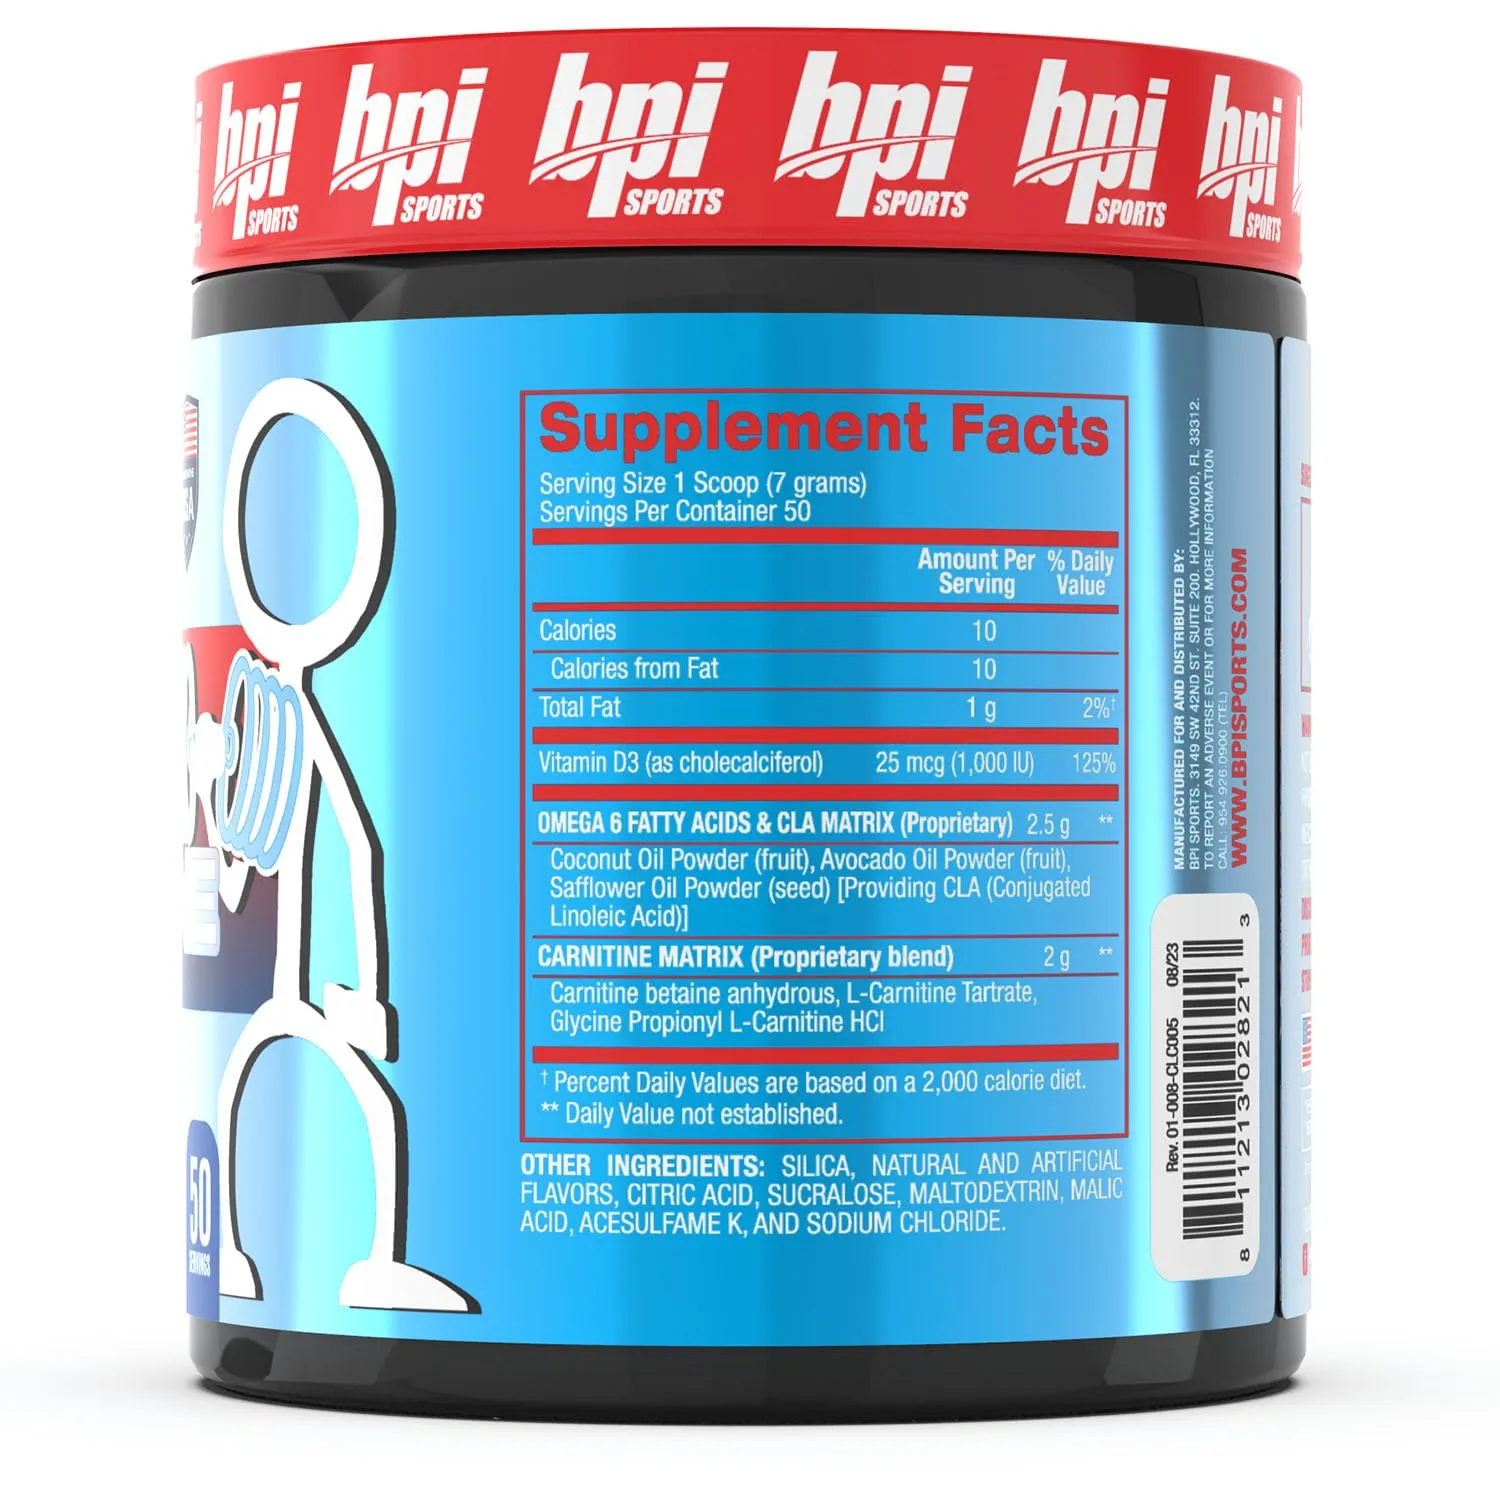 bpi SPORTS
bpi SPORTS
bpi SPORTS
bpi SPORTS
bpi SPORTS
bpi SPORTS
Supplement Facts
Serving Size 1 Scoop (7 grams)
Servings Per Container 50
Amount Per Serving
% Daily Value
Calories 10
Calories from Fat 10
Total Fat 1 g 2%†
Vitamin D3 (as cholecalciferol) 25 mcg (1,000 IU) 125%
OMEGA 6 FATTY ACIDS & CLA MATRIX (Proprietary) 2.5 g **
Coconut Oil Powder (fruit), Avocado Oil Powder (fruit),
Safflower Oil Powder (seed) [Providing CLA (Conjugated
Linoleic Acid)]
CARNITINE MATRIX (Proprietary blend) 2 g **
Carnitine betaine anhydrous, L-Carnitine Tartrate,
Glycine Propionyl L-Carnitine HCl
† Percent Daily Values are based on a 2,000 calorie diet.
** Daily Value not established.
OTHER INGREDIENTS: SILICA, NATURAL AND ARTIFICIAL
FLAVORS, CITRIC ACID, SUCRALOSE, MALTODEXTRIN, MALIC
ACID, ACESULFAME K, AND SODIUM CHLORIDE.
MANUFACTURED FOR AND DISTRIBUTED BY:
BPI SPORTS. 3149 SW 42ND ST. SUITE 200. HOLLYWOOD, FL 33312.
TO REPORT AN ADVERSE EVENT OR FOR MORE INFORMATION
CALL: 954.926.0900 (TEL)
WWW.BPISPORTS.COM
Rev. 01-008-CLC005 08/23
8 11213 02821 3
50
SERVINGS